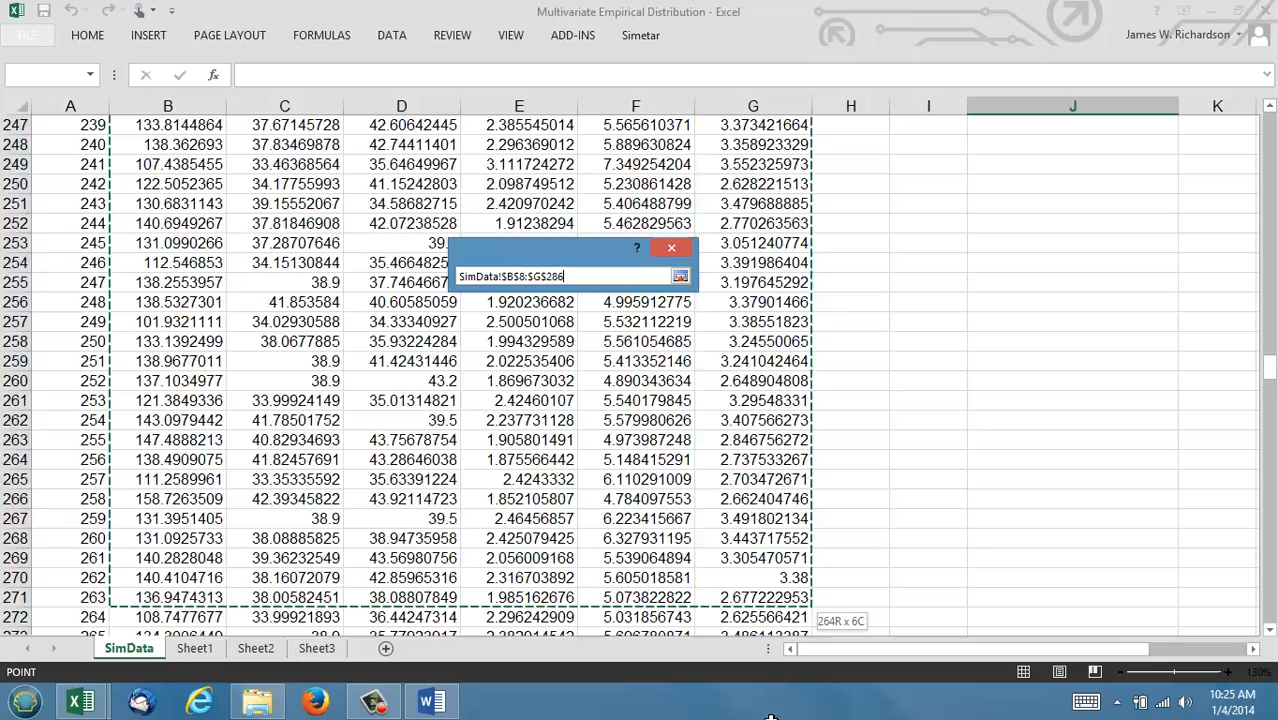 Multivariate Empirical Distribution - Excel
?
FILE HOME INSERT PAGE LAYOUT FORMULAS DATA REVIEW VIEW ADD-INS Simetar James W. Richardson
fx
A B C D E F G H I J K
247 239 133.8144864 37.67145728 42.60642445 2.385545014 5.565610371 3.373421664
248 240 138.362693 37.83469878 42.74411401 2.296369012 5.889630824 3.358923329
249 241 107.4385455 33.46368564 35.64649967 3.111724272 7.349254204 3.552325973
250 242 122.5052365 34.17755993 41.15242803 2.098749512 5.230861428 2.628221513
251 243 130.6831143 39.15552067 34.58682715 2.420970242 5.406488799 3.479688885
252 244 140.6949267 37.81846908 42.07238528 1.91238294 5.462829563 2.770263563
253 245 131.0990266 37.28707646 39. 3.051240774
254 246 112.546853 34.15130844 35.4664825 3.391986404
255 247 138.2553957 38.9 37.7464667 3.197645292
? ×
SimData!$B$8:$G$286
256 248 138.5327301 41.853584 40.60585059 1.920236682 4.995912775 3.37901466
257 249 101.9321111 34.02930588 34.33340927 2.500501068 5.532112219 3.38551823
258 250 133.1392499 38.0677885 35.93224284 1.994329589 5.561054685 3.24550065
259 251 138.9677011 38.9 41.42431446 2.022535406 5.413352146 3.241042464
260 252 137.1034977 38.9 43.2 1.869673032 4.890343634 2.648904808
261 253 121.3849336 33.99924149 35.01314821 2.42460107 5.540179845 3.29548331
262 254 143.0979442 41.78501752 39.5 2.237731128 5.579980626 3.407566273
263 255 147.4888213 40.82934693 43.75678754 1.905801491 4.973987248 2.846756272
264 256 138.4909075 41.82457691 43.28646038 1.875566442 5.148415291 2.737533267
265 257 111.2589961 33.35335592 35.63391224 2.4243332 6.110291009 2.703472671
266 258 158.7263509 42.39345822 43.92114723 1.852105807 4.784097553 2.662404746
267 259 131.3951405 38.9 39.5 2.46456857 6.223415667 3.491802134
268 260 131.0925733 38.08885825 38.94735958 2.425079425 6.327931195 3.443717552
269 261 140.2828048 39.36232549 43.56980756 2.056009168 5.539064894 3.305470571
270 262 140.4104716 38.16072079 42.85965316 2.316703892 5.605018581 3.38
271 263 136.9474313 38.00582451 38.08807849 1.985162676 5.073822822 2.677222953
272 264 108.7477677 33.99921893 36.44247314 2.296242909 5.031856743 2.625566421
264R x 6C
SimData Sheet1 Sheet2 Sheet3
POINT 130%
10:25 AM
1/4/2014